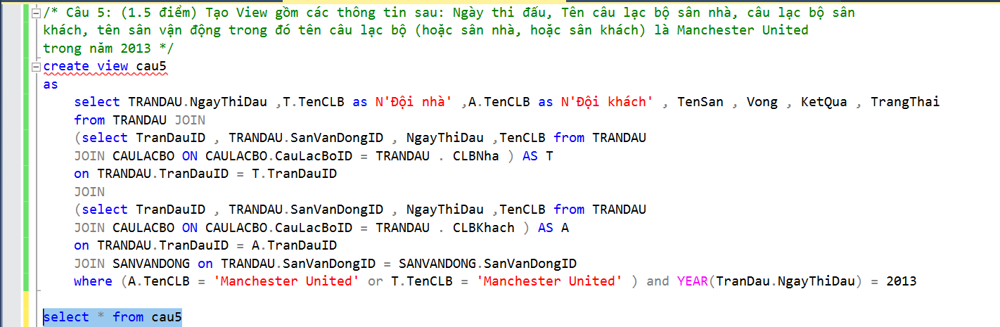 /* Câu 5: (1.5 điểm) Tạo View gồm các thông tin sau: Ngày thi đấu, Tên câu lạc bộ sân nhà, câu lạc bộ sân
khách, tên sân vận động trong đó tên câu lạc bộ (hoặc sân nhà, hoặc sân khách) là Manchester United
trong năm 2013 */
create view cau5
as
select TRANDAU.NgayThiDau ,T.TenCLB as N'Đội nhà' ,A.TenCLB as N'Đội khách' , TenSan , Vong , KetQua , TrangThai
from TRANDAU JOIN
(select TranDauID , TRANDAU.SanVanDongID , NgayThiDau ,TenCLB from TRANDAU
JOIN CAULACBO ON CAULACBO.CauLacBoID = TRANDAU . CLBNha ) AS T
on TRANDAU.TranDauID = T.TranDauID
JOIN
(select TranDauID , TRANDAU.SanVanDongID , NgayThiDau ,TenCLB from TRANDAU
JOIN CAULACBO ON CAULACBO.CauLacBoID = TRANDAU . CLBKhach ) AS A
on TRANDAU.TranDauID = A.TranDauID
JOIN SANVANDONG on TRANDAU.SanVanDongID = SANVANDONG.SanVanDongID
where (A.TenCLB = 'Manchester United' or T.TenCLB = 'Manchester United' ) and YEAR(TranDau.NgayThiDau) = 2013
select * from cau5